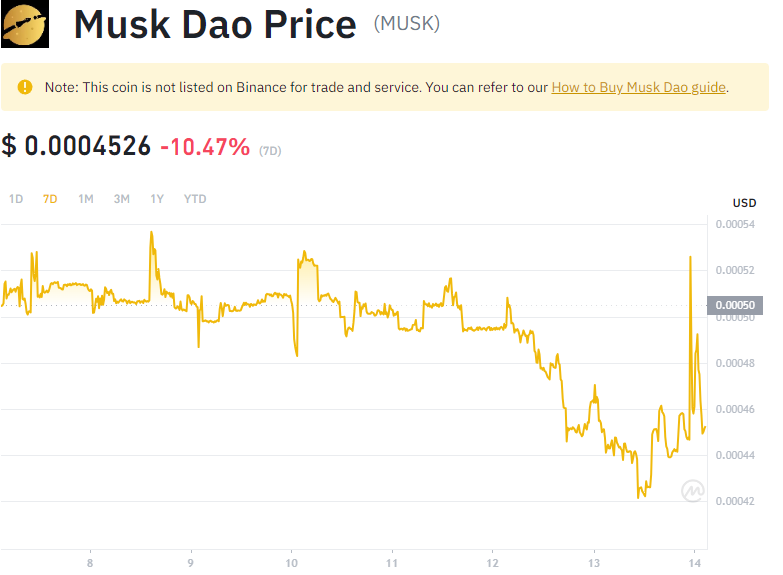 Musk Dao Price (MUSK)
Note: This coin is not listed on Binance for trade and service. You can refer to our How to Buy Musk Dao guide.
$ 0.0004526 -10.47% (7D)
1D 7D 1M 3M 1Y YTD
USD
0.00054
0.00052
0.00050
0.00050
0.00048
0.00046
0.00044
0.00042
8 9 10 11 12 13 14